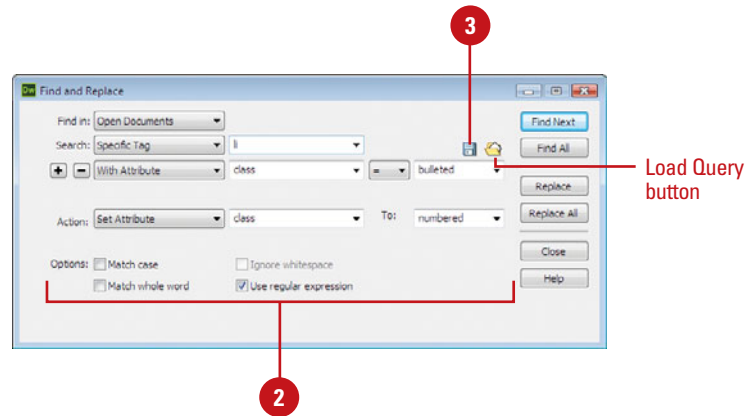 3
Dw Find and Replace
Find in: Open Documents Find Next
Search: Specific Tag li Find All
With Attribute class = bulleted
Load Query
button
Replace
Action: Set Attribute class To: numbered Replace All
Close
Options: Match case Ignore whitespace
Help
Match whole word Use regular expression
2